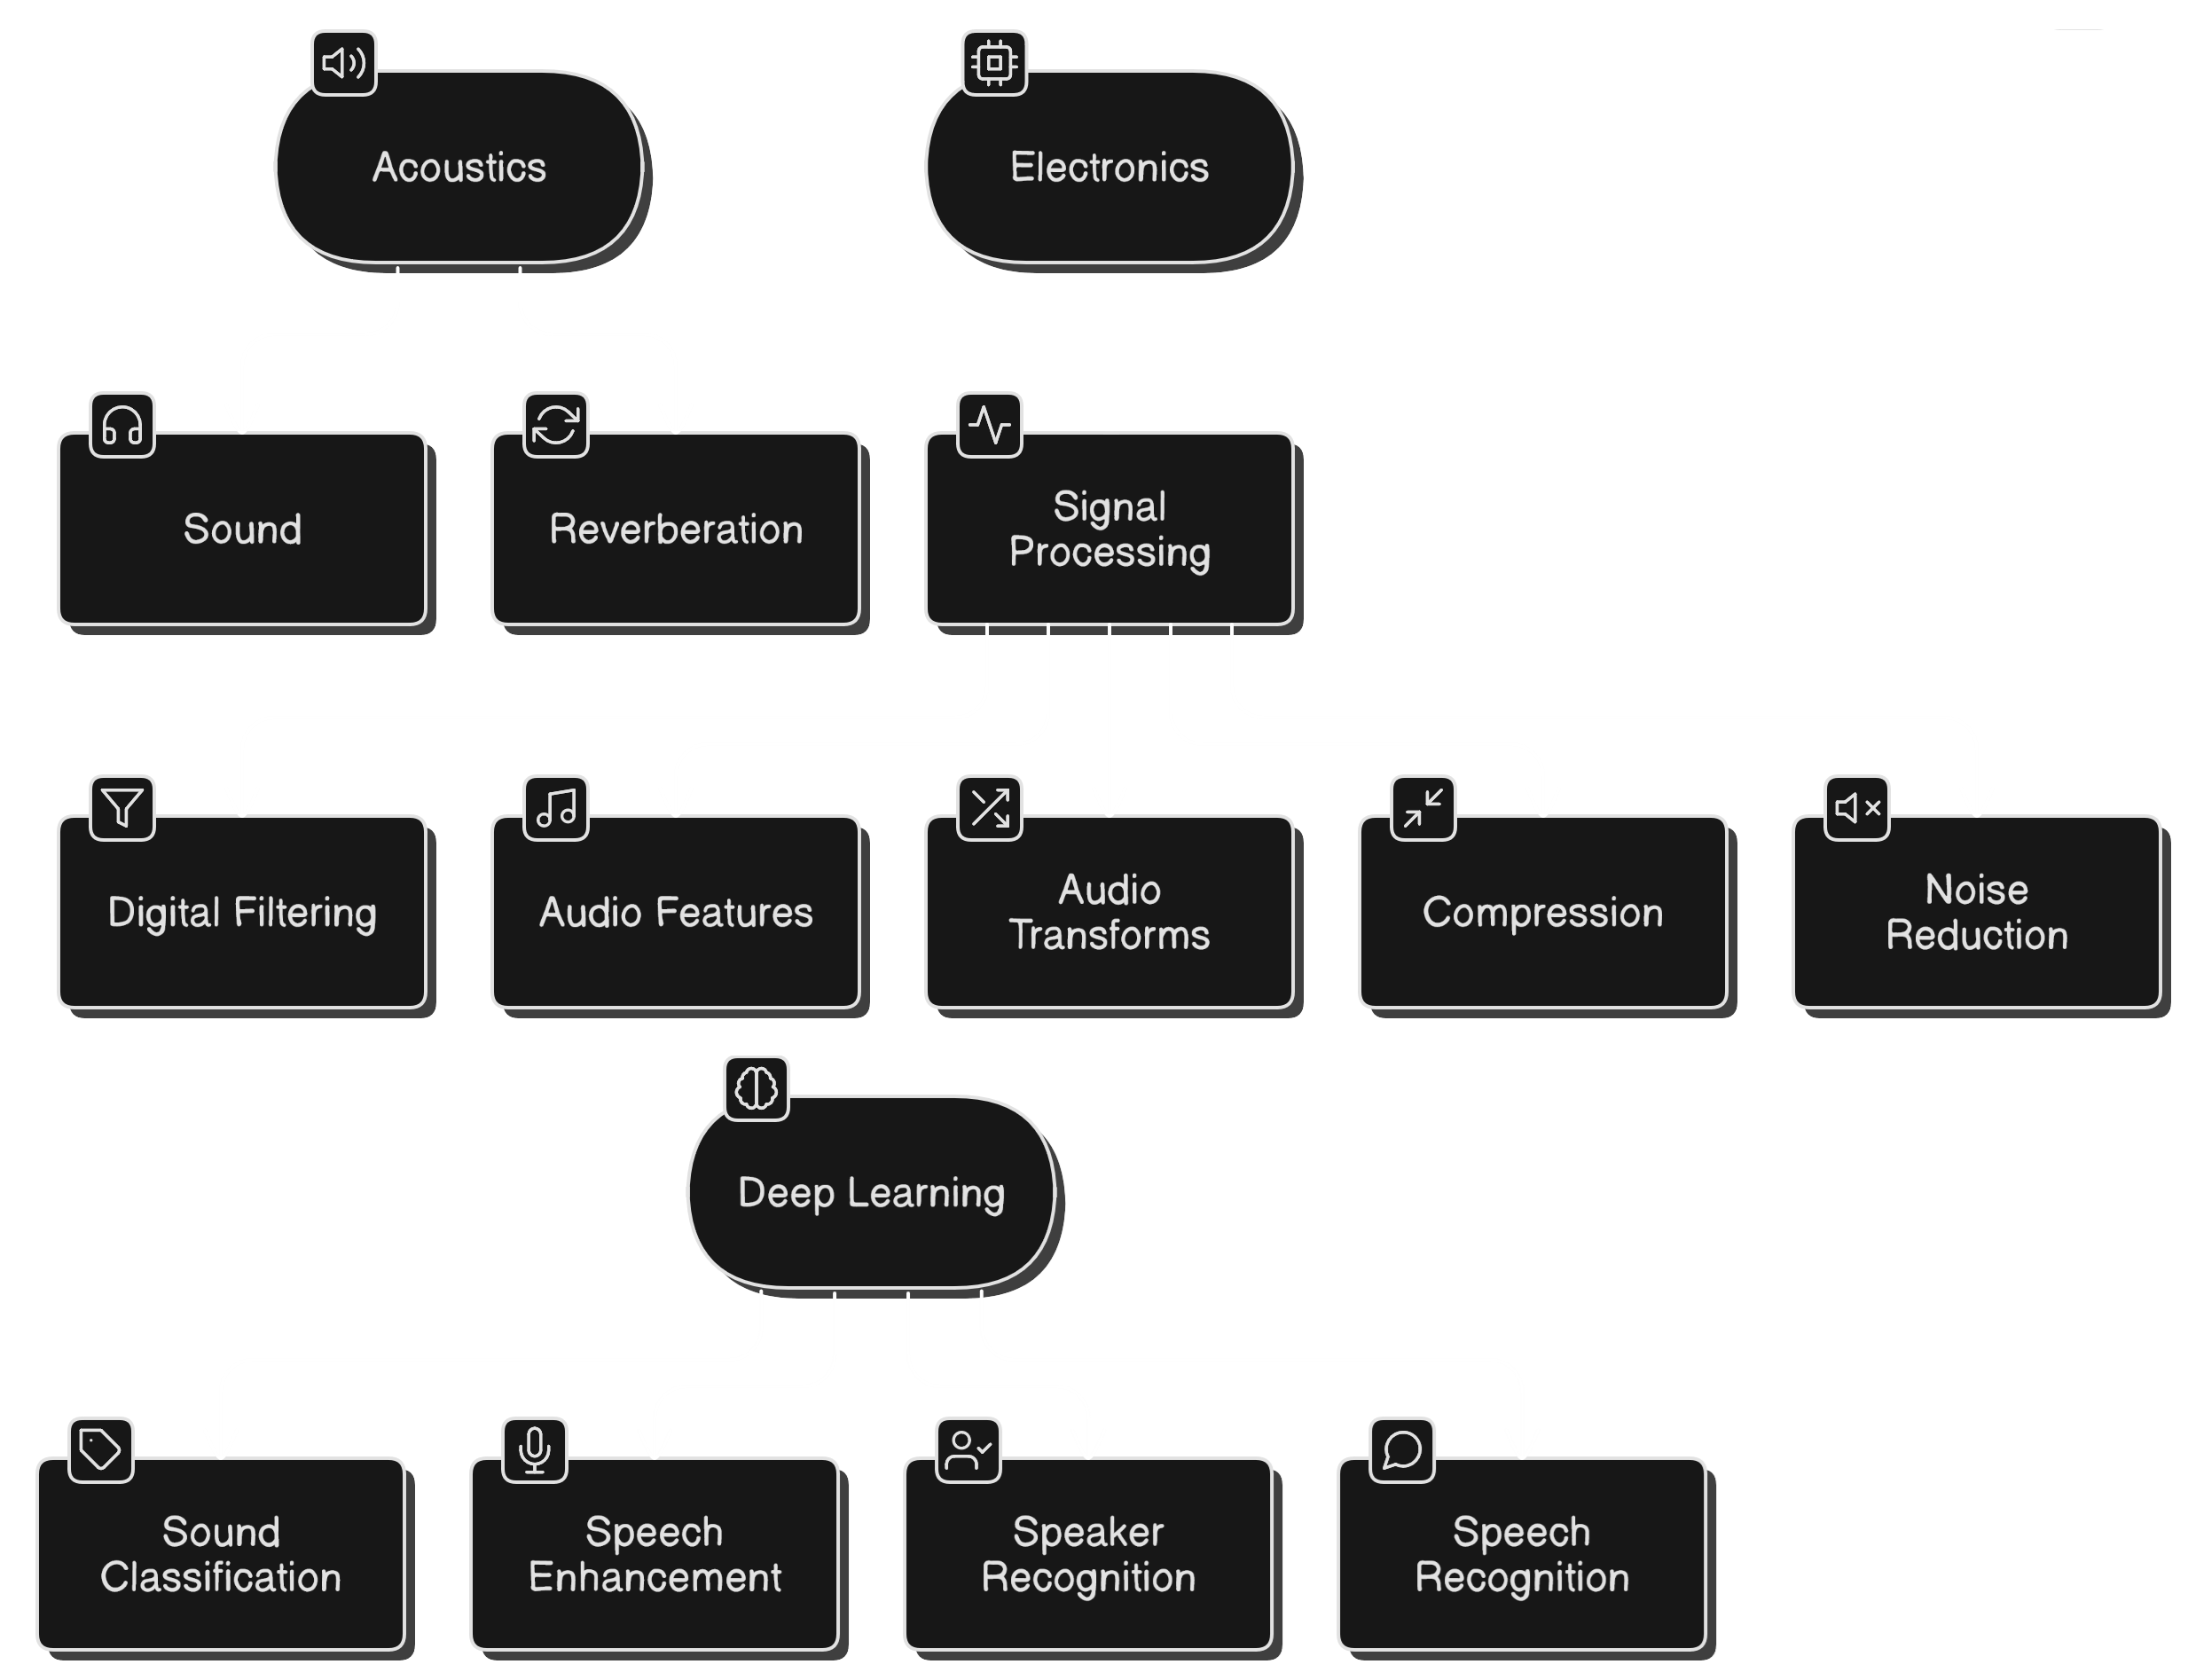 Acoustics
Electronics
Sound
Reverberation
Signal
Processing
Digital Filtering
Audio Features
Audio
Transforms
Compression
Noise
Reduction
Deep Learning
Sound
Classification
Speech
Enhancement
Speaker
Recognition
Speech
Recognition